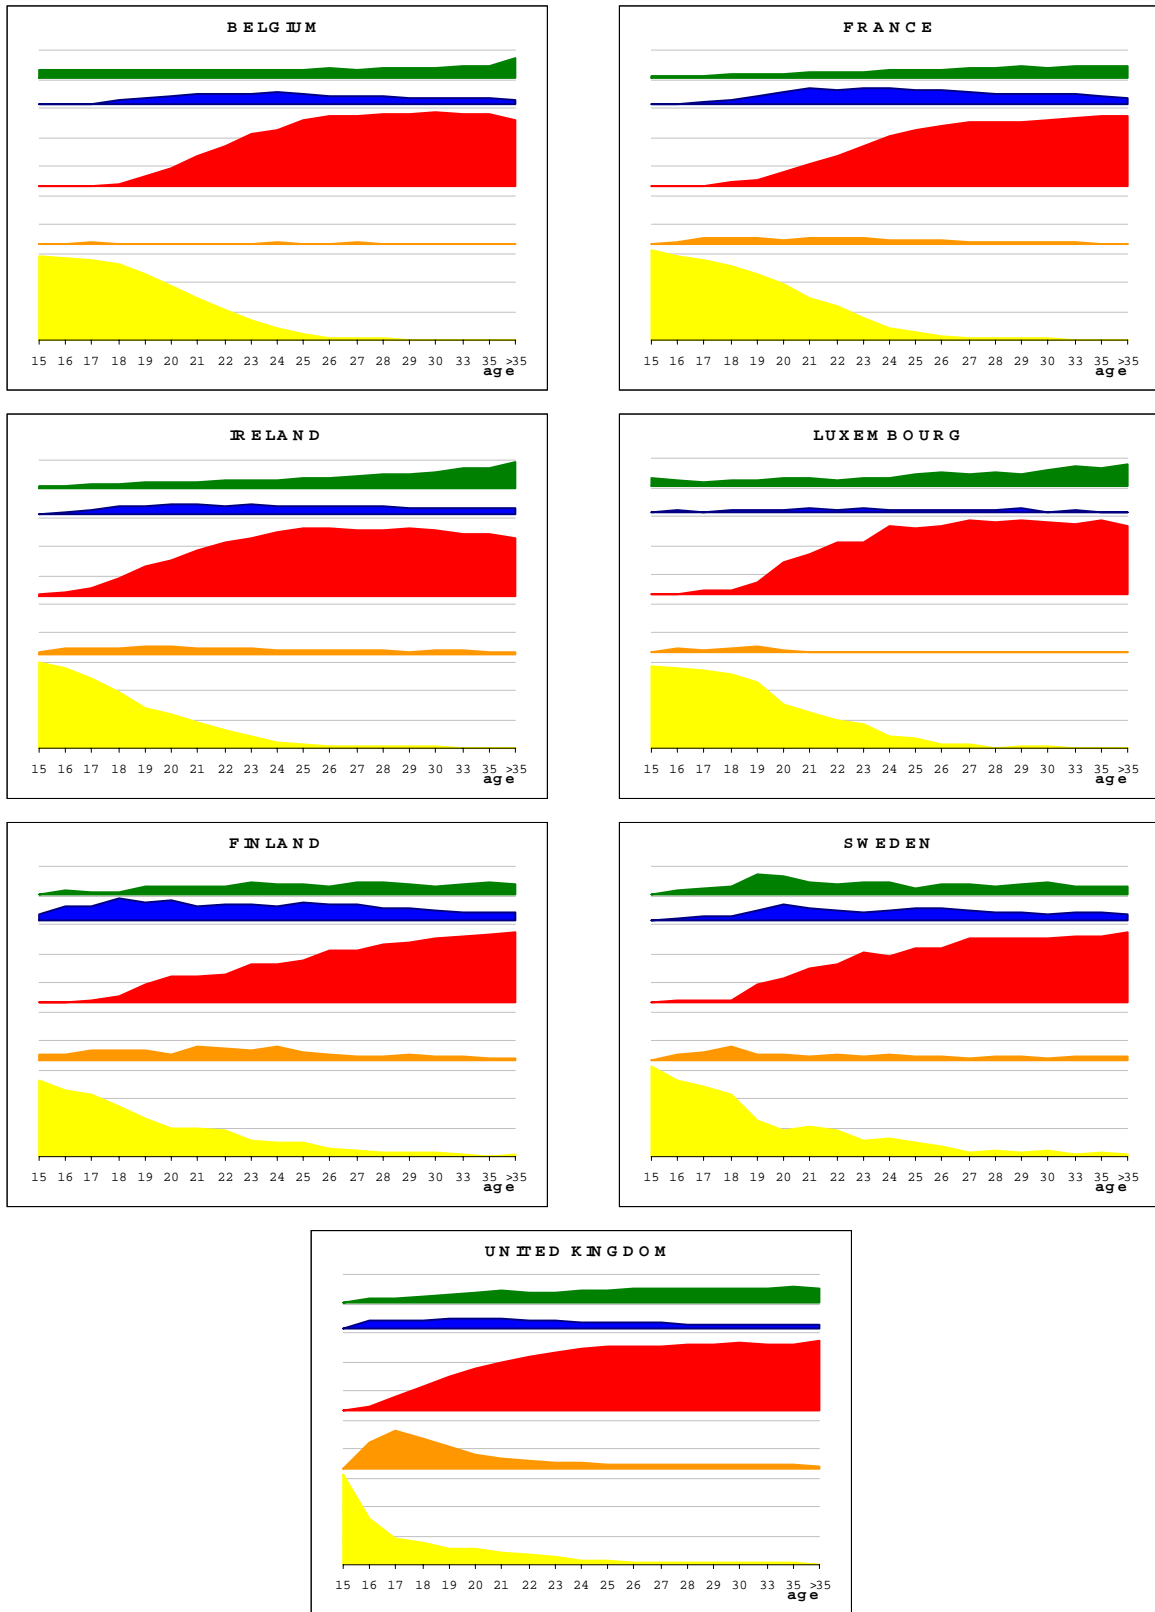 BELGIUM
15 16 17 18 19 20 21 22 23 24 25 26 27 28 29 30 33 35 >35
age
FRANCE
15 16 17 18 19 20 21 22 23 24 25 26 27 28 29 30 33 35 >35
age
IRELAND
15 16 17 18 19 20 21 22 23 24 25 26 27 28 29 30 33 35 >35
age
LUXEMBOURG
15 16 17 18 19 20 21 22 23 24 25 26 27 28 29 30 33 35 >35
age
FINLAND
15 16 17 18 19 20 21 22 23 24 25 26 27 28 29 30 33 35 >35
age
SWEDEN
15 16 17 18 19 20 21 22 23 24 25 26 27 28 29 30 33 35 >35
age
UNITED KINGDOM
15 16 17 18 19 20 21 22 23 24 25 26 27 28 29 30 33 35 >35
age